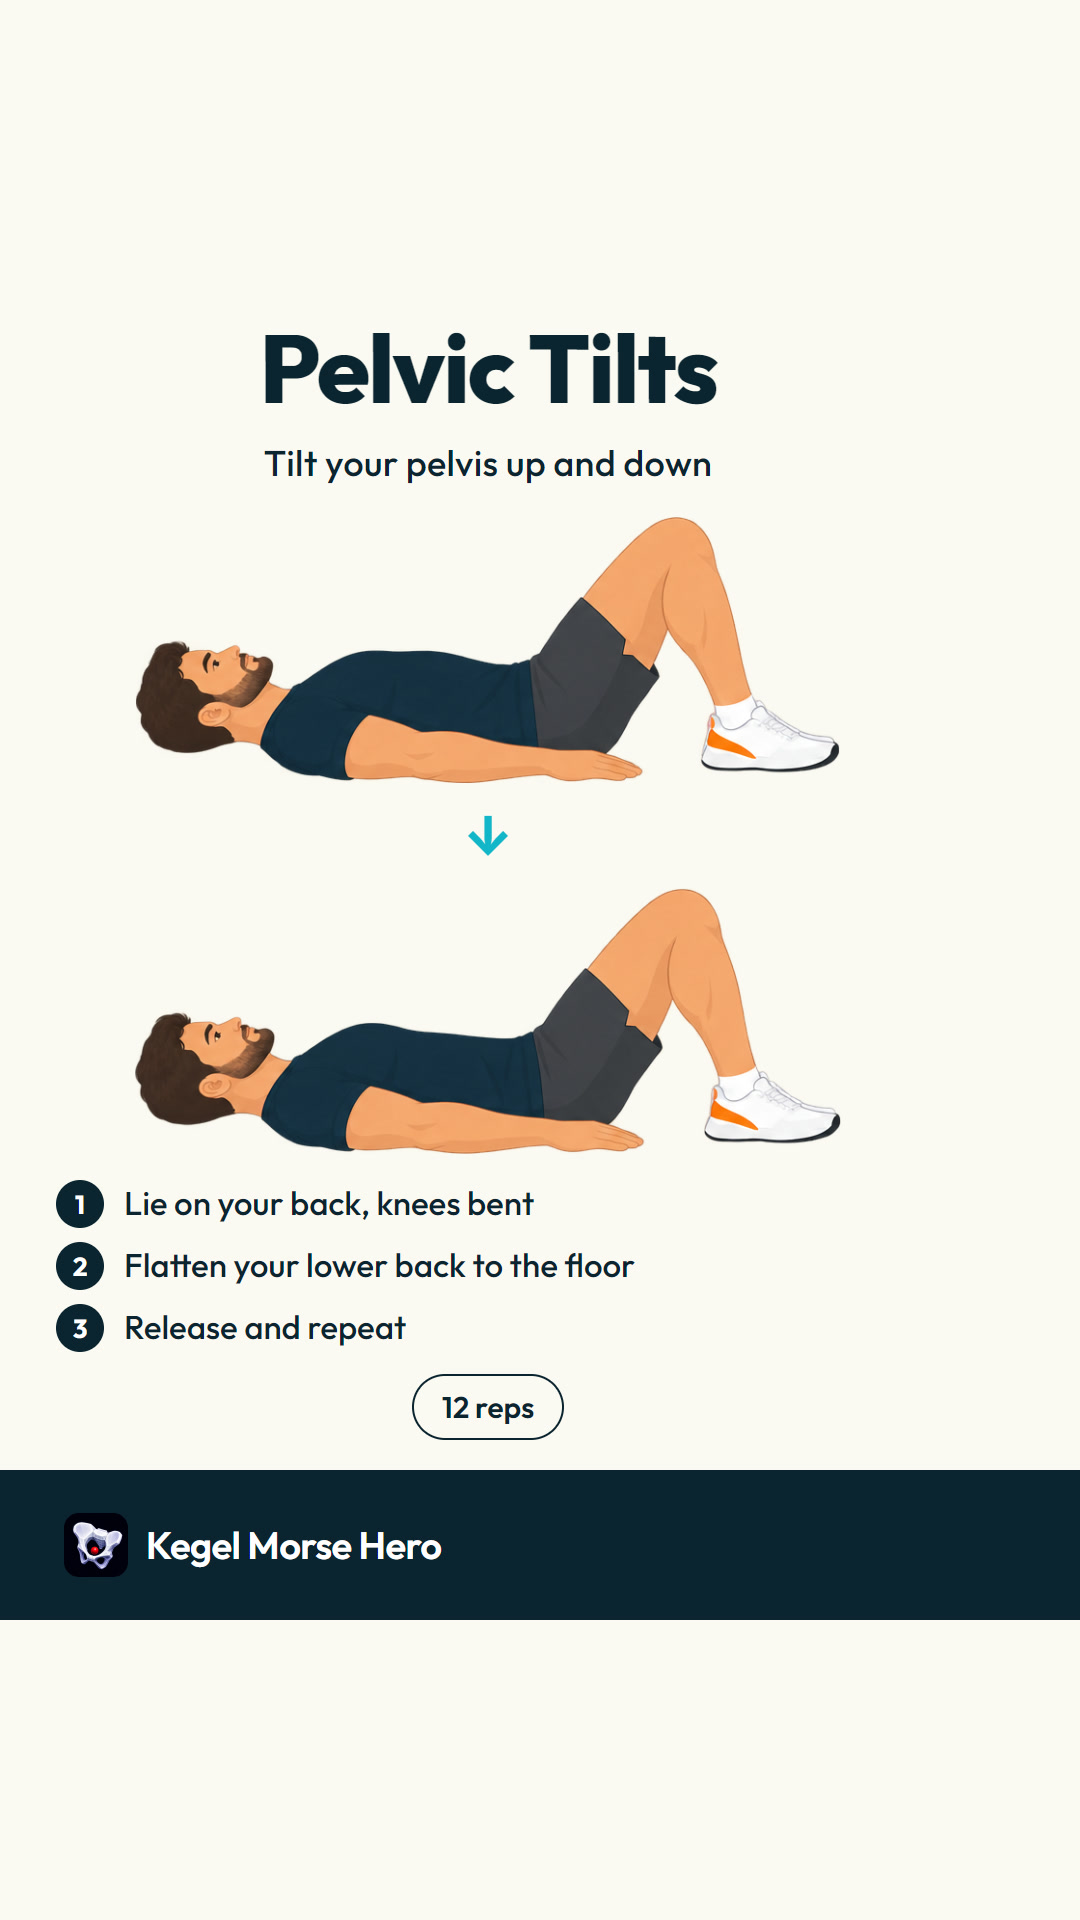 Pelvic Tilts
Tilt your pelvis up and down
1 Lie on your back, knees bent
2 Flatten your lower back to the floor
3 Release and repeat
12 reps
Kegel Morse Hero